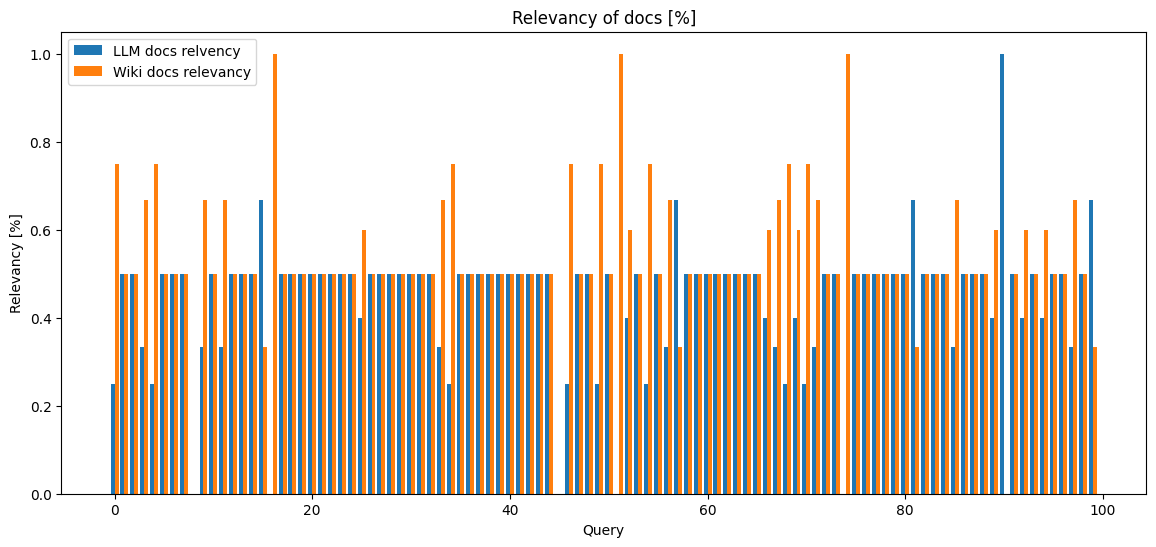 Relevancy of docs [%]
LLM docs relvency
Wiki docs relevancy
Relevancy [%]
1.0
0.8
0.6
0.4
0.2
0.0
0 20 40 60 80 100
Query